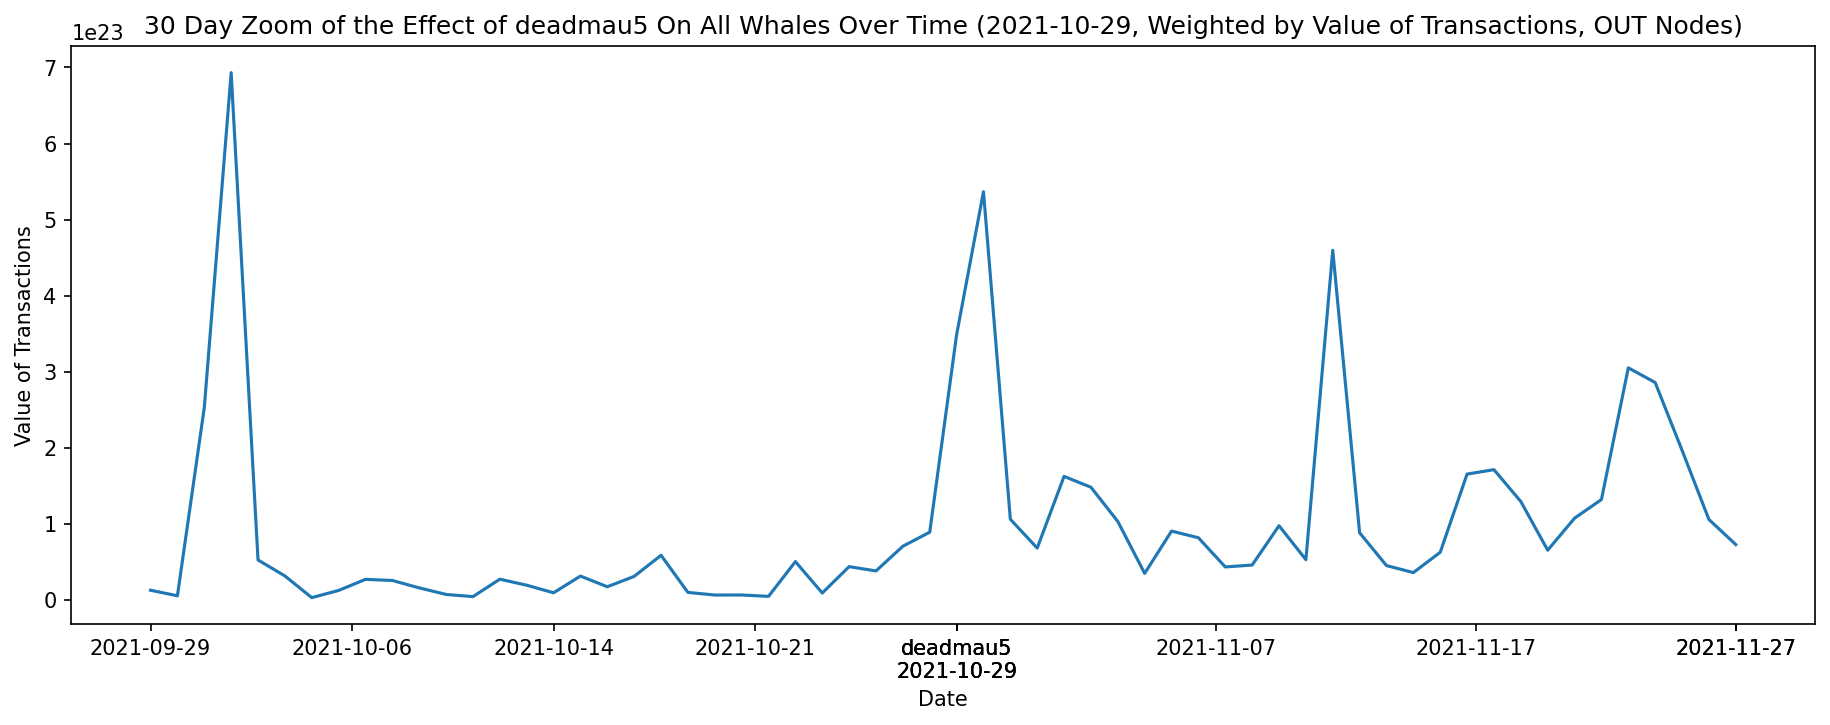 30 Day Zoom of the Effect of deadmau5 On All Whales Over Time (2021-10-29, Weighted by Value of Transactions, OUT Nodes)
1e23
7
6
5
4
3
2
1
0
Value of Transactions
2021-09-29 2021-10-06 2021-10-14 2021-10-21 deadmau5 2021-11-07 2021-11-17 2021-11-27
2021-10-29
Date